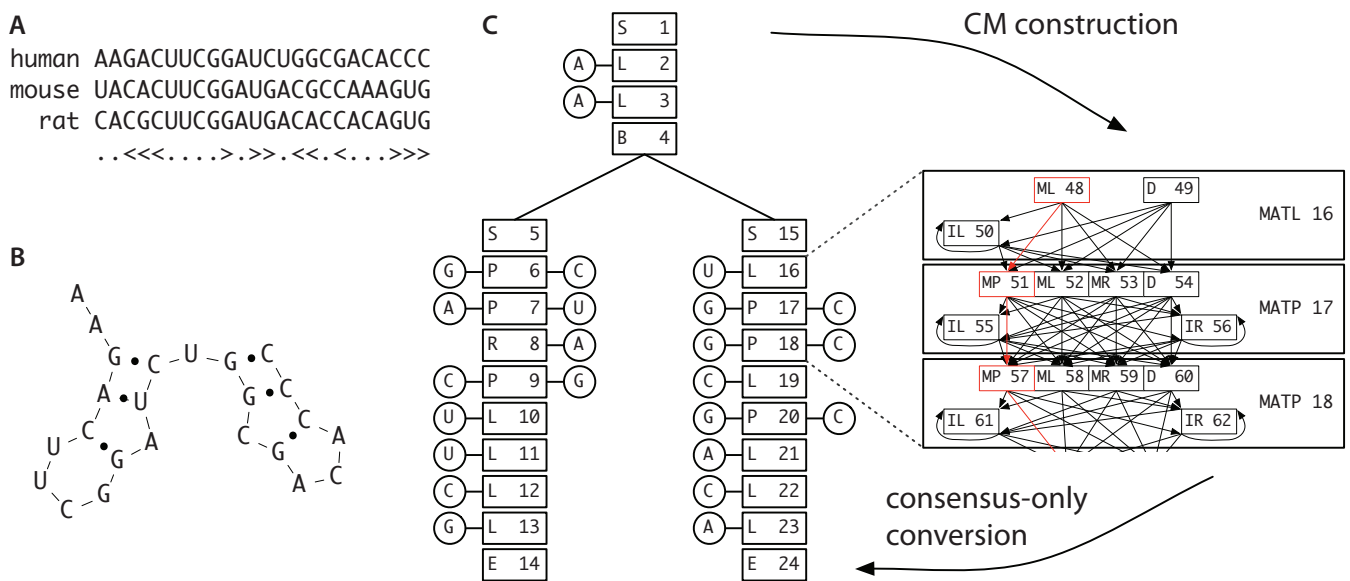 A
human AAGACUUCGGAUCUGGCGACACCC
mouse UACACUUCGGAUGACGCCAAAGUG
rat CACGCUUCGGAUGACACCACAGUG
..<<<....>.>>.<<.<...>>>
B
A
A
G C U G C
A U G C
C A C C A
U G G C
U G A
C
C
S 1
A L 2
A L 3
B 4
S 5
G P 6 C
A P 7 U
R 8 A
C P 9 G
U L 10
U L 11
C L 12
G L 13
E 14
S 15
U L 16
G P 17 C
G P 18 C
C L 19
G P 20 C
A L 21
C L 22
A L 23
E 24
CM construction
ML 48 D 49
MATL 16
IL 50
MP 51 ML 52 MR 53 D 54
MATP 17
IL 55 IR 56
MP 57 ML 58 MR 59 D 60
MATP 18
IL 61 IR 62
consensus-only
conversion